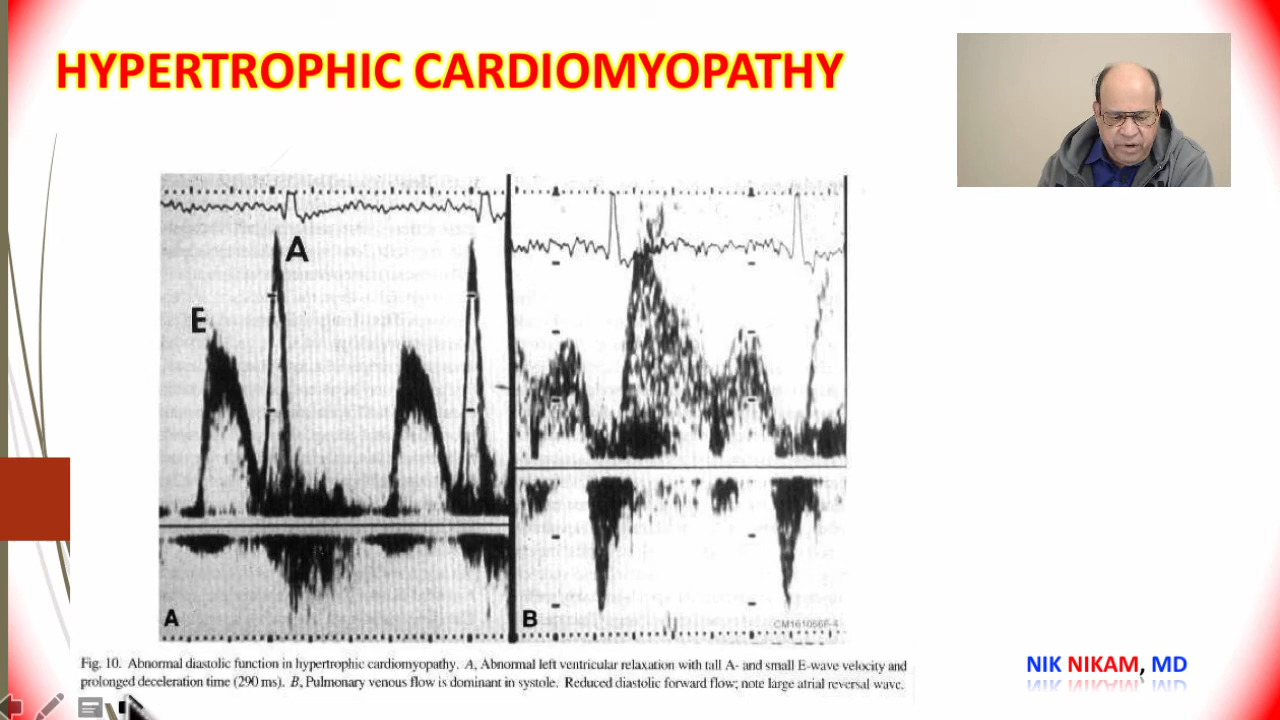 HYPERTROPHIC CARDIOMYOPATHY
A
E
A
B
CM161056F-4
Fig. 10. Abnormal diastolic function in hypertrophic cardiomyopathy. A, Abnormal left ventricular relaxation with tall A- and small E-wave velocity and
prolonged deceleration time (290 ms). B, Pulmonary venous flow is dominant in systole. Reduced diastolic forward flow; note large atrial reversal wave.
NIK NIKAM, MD